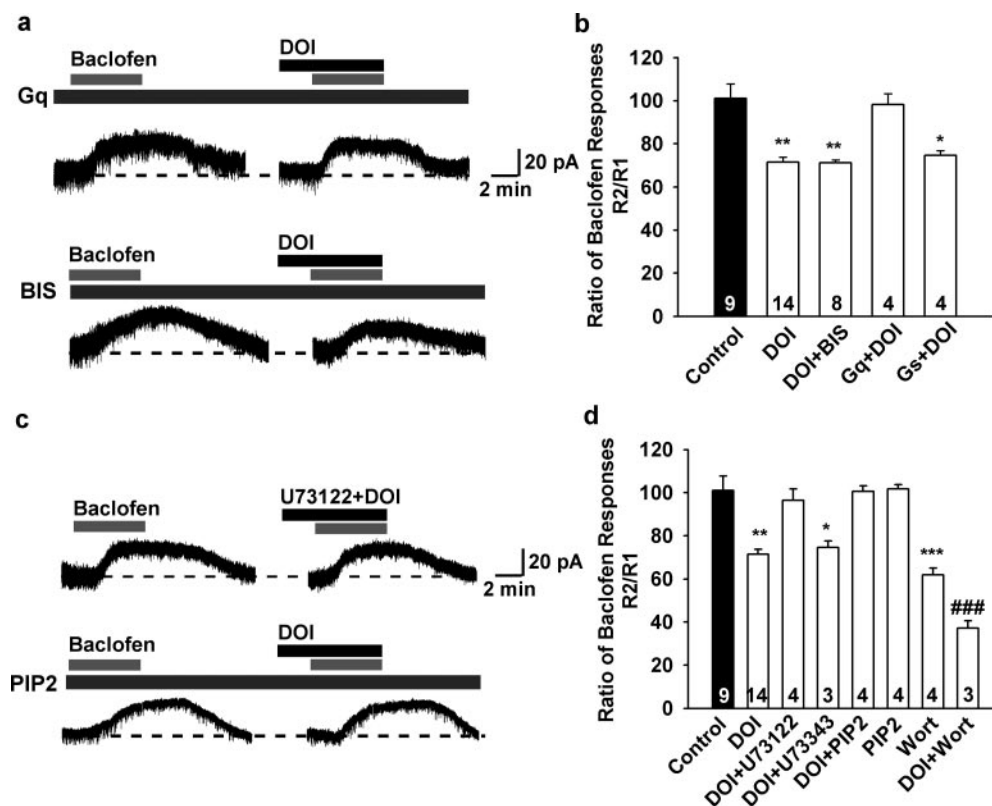 a
Baclofen
DOI
Gq
20 pA
2 min
Baclofen
DOI
BIS
b
Ratio of Baclofen Responses
R2/R1
120
100
80
60
40
20
0
**
**
*
9
14
8
4
4
Control
DOI
DOI+BIS
Gq+DOI
Gs+DOI
c
Baclofen
U73122+DOI
20 pA
2 min
Baclofen
DOI
PIP2
d
Ratio of Baclofen Responses
R2/R1
120
100
80
60
40
20
0
**
*
***
###
9
14
4
3
4
4
4
3
Control
DOI
DOI+U73122
DOI+U73343
DOI+PIP2
PIP2
Wort
DOI+Wort